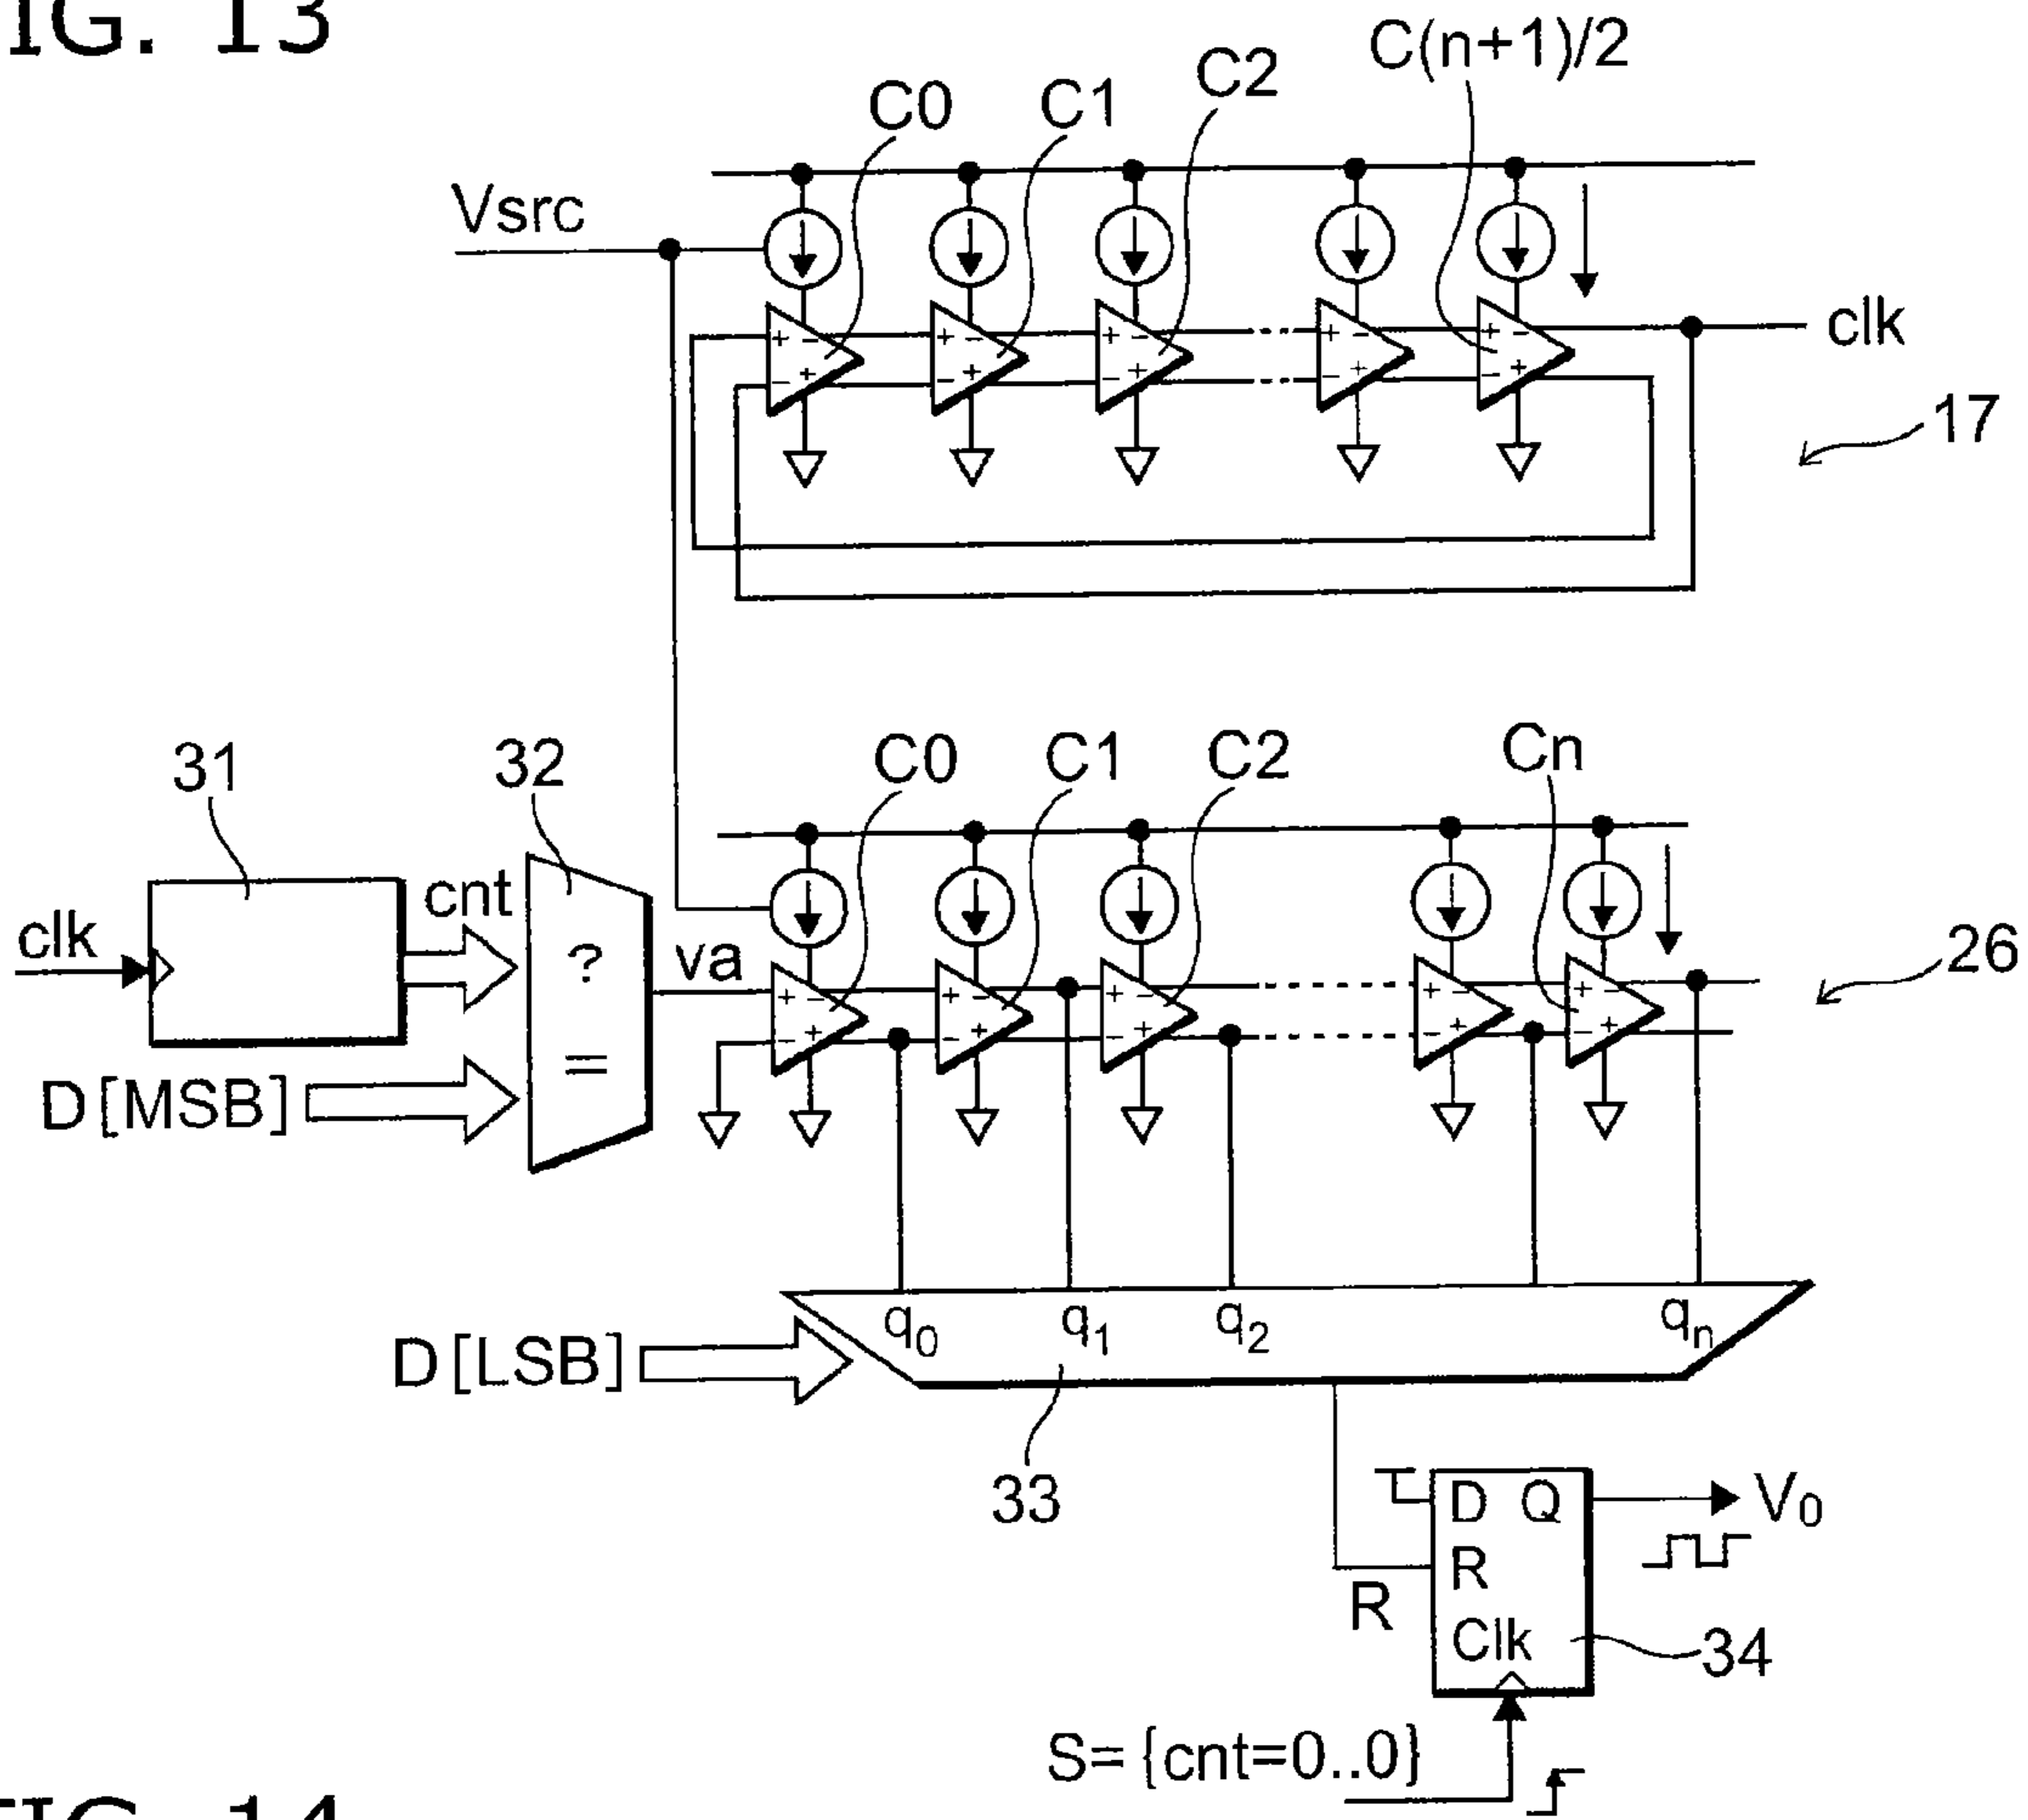 IG. 13
C0
C1
C2
C(n+1)/2
Vsrc
+ − + − + − + − + −
− + − + − + − + − +
clk
17
31
32
C0
C1
C2
Cn
clk
cnt
?
=
va
+ − + − + − + − + −
− + − + − + − + − +
26
D[MSB]
D[LSB]
q0
q1
q2
qn
33
D Q
R
Clk
R
V0
34
S={cnt=0..0}
FIG. 14